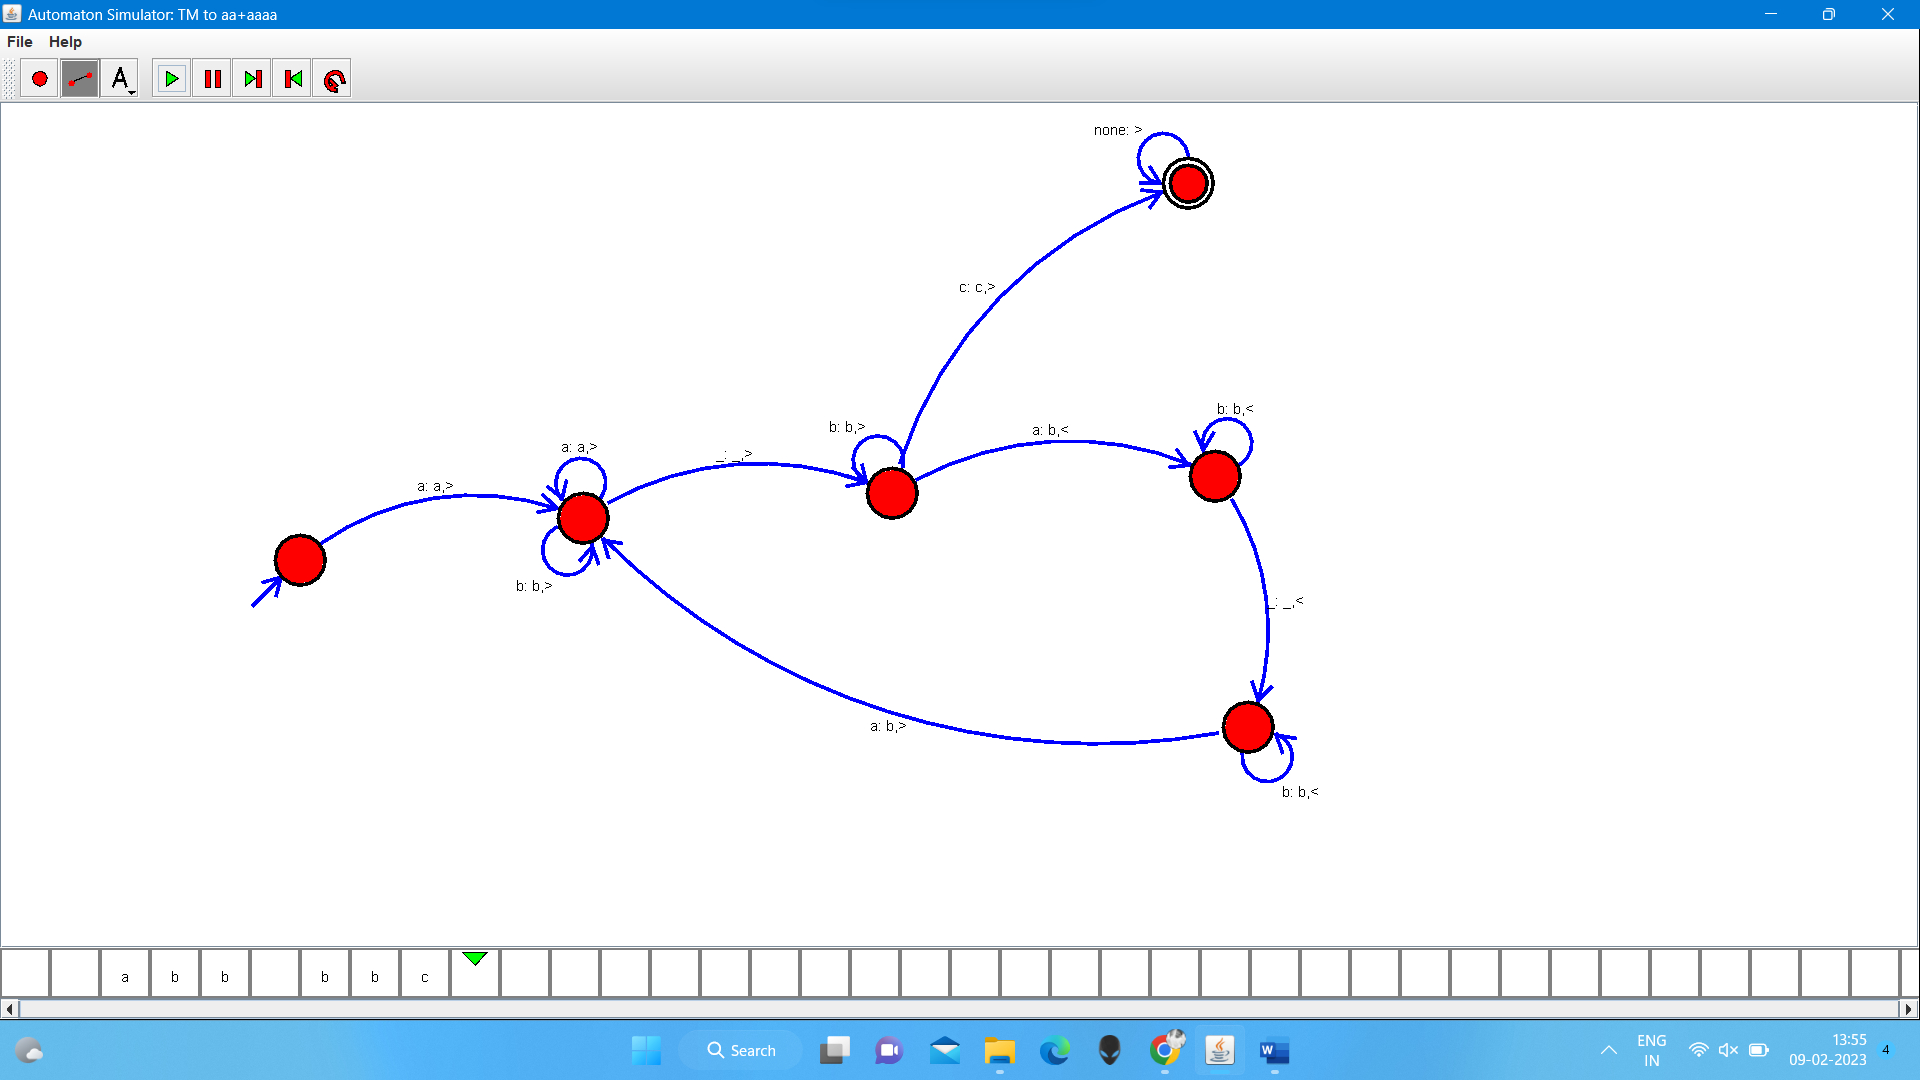 Automaton Simulator: TM to aa+aaaa
File Help
A
none: >
c: c,>
b: b,<
b: b,>
a: b,<
a: a,>
_: _,>
a: a,>
b: b,>
_: _,<
a: b,>
b: b,<
a b b b b c
Search
ENG
IN
13:55
09-02-2023
4